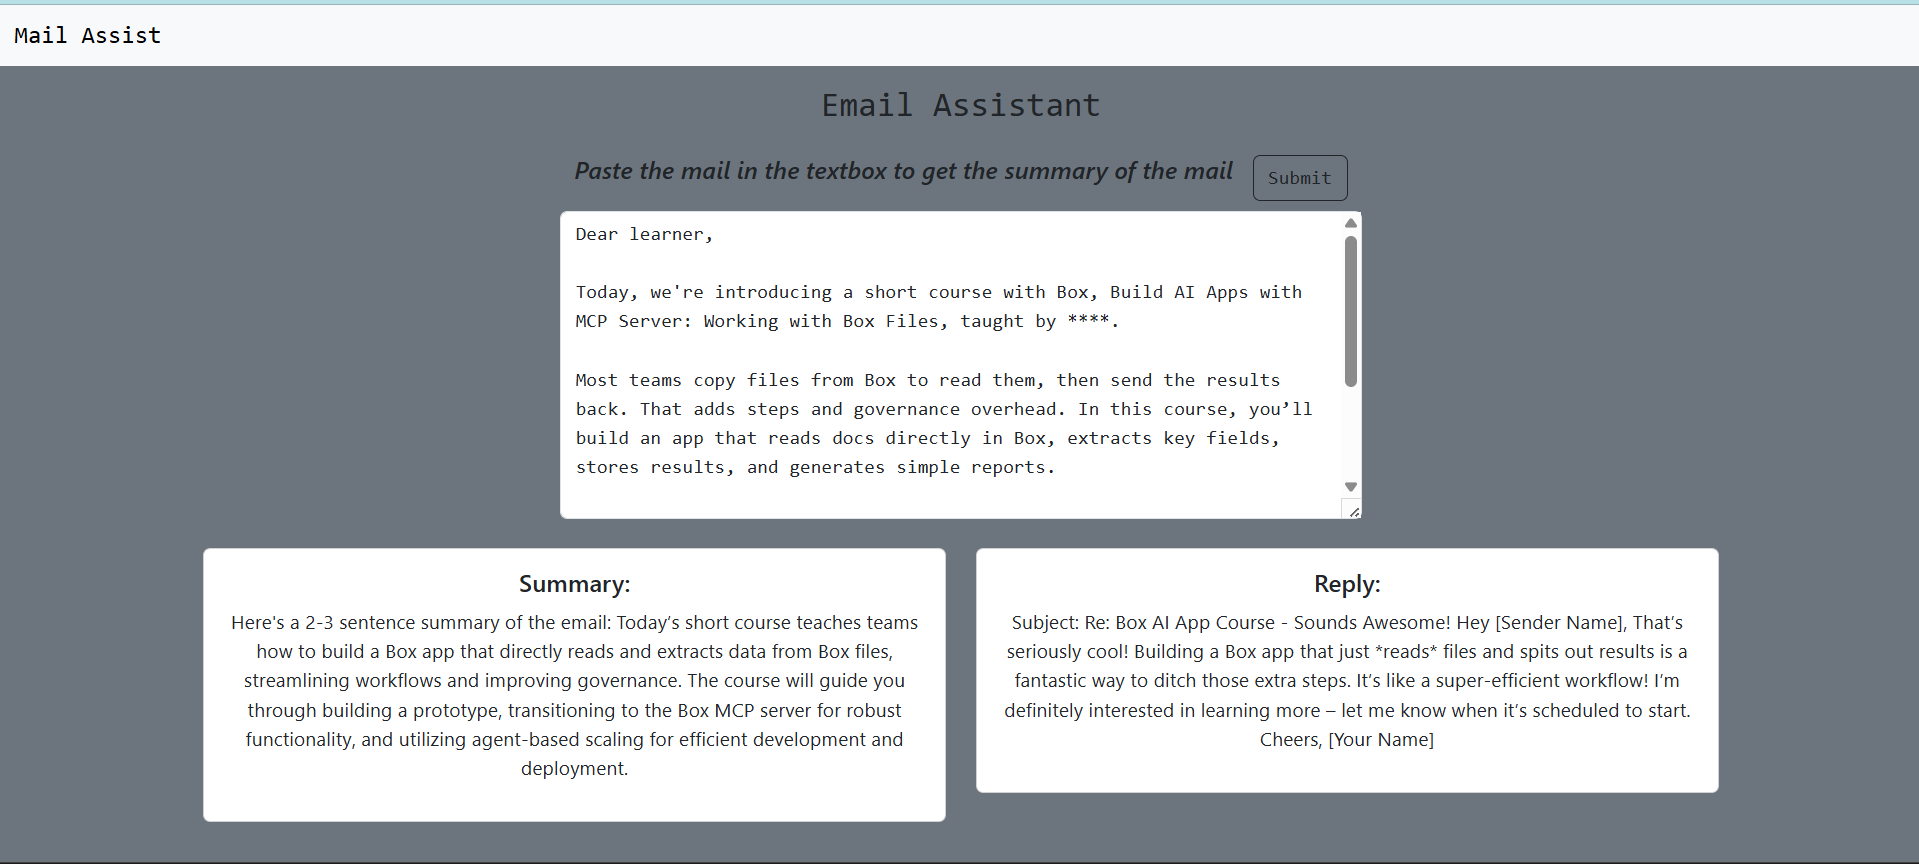 Mail Assist
Email Assistant
Paste the mail in the textbox to get the summary of the mail
Submit
Dear learner,
Today, we're introducing a short course with Box, Build AI Apps with
MCP Server: Working with Box Files, taught by ****.
Most teams copy files from Box to read them, then send the results
back. That adds steps and governance overhead. In this course, you’ll
build an app that reads docs directly in Box, extracts key fields,
stores results, and generates simple reports.
Summary:
Here's a 2-3 sentence summary of the email: Today’s short course teaches teams
how to build a Box app that directly reads and extracts data from Box files,
streamlining workflows and improving governance. The course will guide you
through building a prototype, transitioning to the Box MCP server for robust
functionality, and utilizing agent-based scaling for efficient development and
deployment.
Reply:
Subject: Re: Box AI App Course - Sounds Awesome! Hey [Sender Name], That’s
seriously cool! Building a Box app that just *reads* files and spits out results is a
fantastic way to ditch those extra steps. It’s like a super-efficient workflow! I’m
definitely interested in learning more – let me know when it’s scheduled to start.
Cheers, [Your Name]